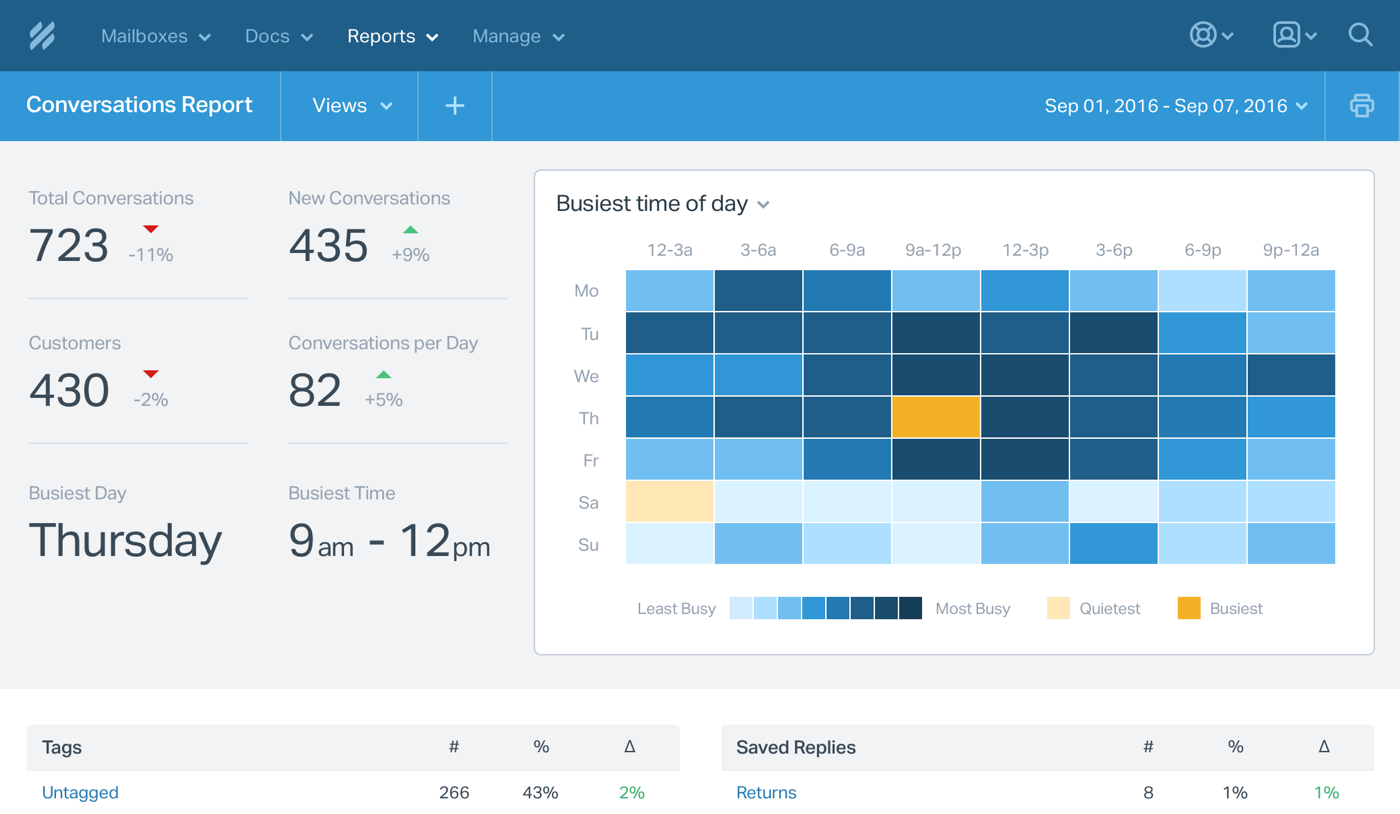 Mailboxes Docs Reports Manage
Conversations Report Views + Sep 01, 2016 - Sep 07, 2016
Total Conversations
723 -11%
New Conversations
435 +9%
Customers
430 -2%
Conversations per Day
82 +5%
Busiest Day
Thursday
Busiest Time
9am - 12pm
Busiest time of day
12-3a 3-6a 6-9a 9a-12p 12-3p 3-6p 6-9p 9p-12a
Mo
Tu
We
Th
Fr
Sa
Su
Least Busy Most Busy Quietest Busiest
Tags # % Δ
Untagged 266 43% 2%
Saved Replies # % Δ
Returns 8 1% 1%